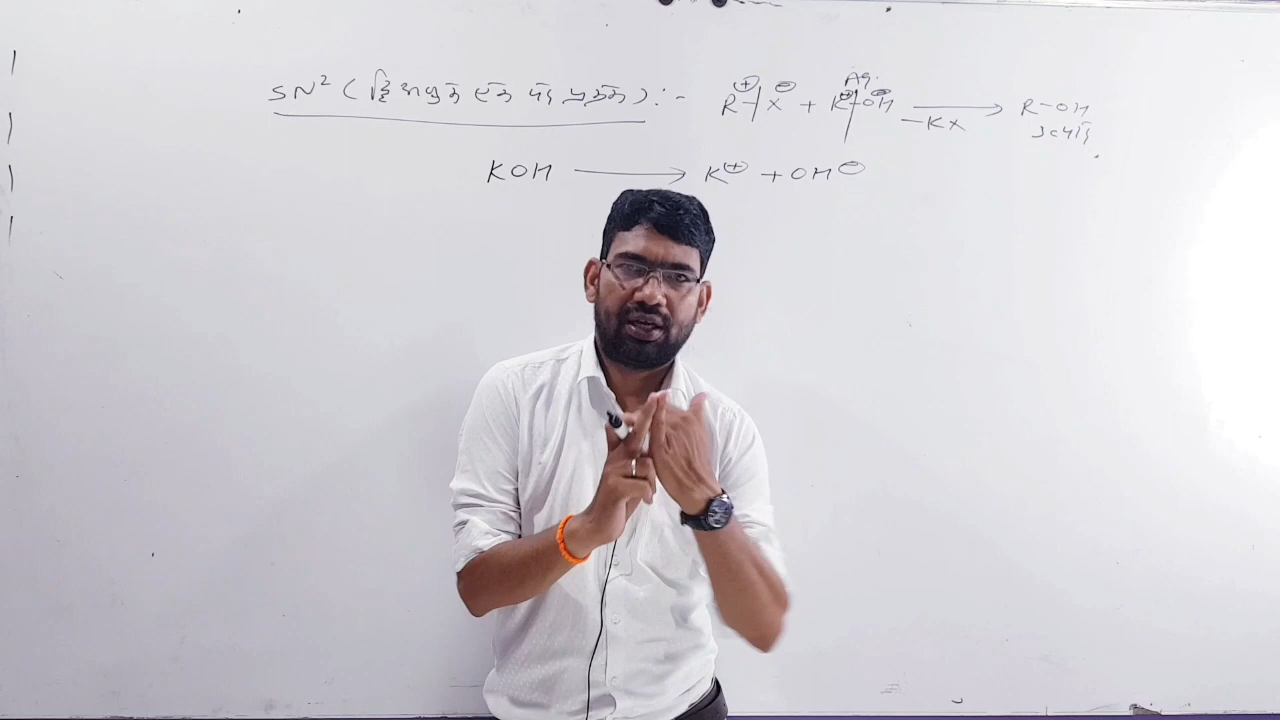 SN² (द्विअणुक एक पद प्रक्रम) :- R⊕-X⊖ + Aq. K⊕-OH⊖ —-KX→ R-OH
उत्पाद
KOH ⟶ K⊕ + OH⊖